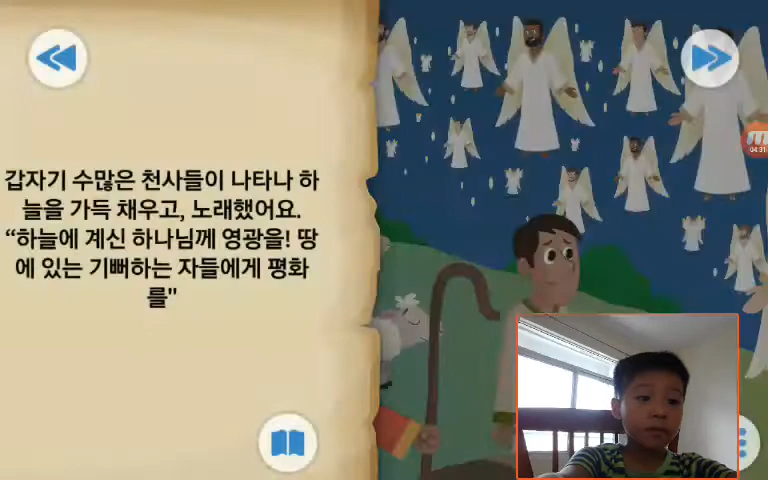 갑자기 수많은 천사들이 나타나 하
늘을 가득 채우고, 노래했어요.
“하늘에 계신 하나님께 영광을! 땅
에 있는 기뻐하는 자들에게 평화
를"
04:31